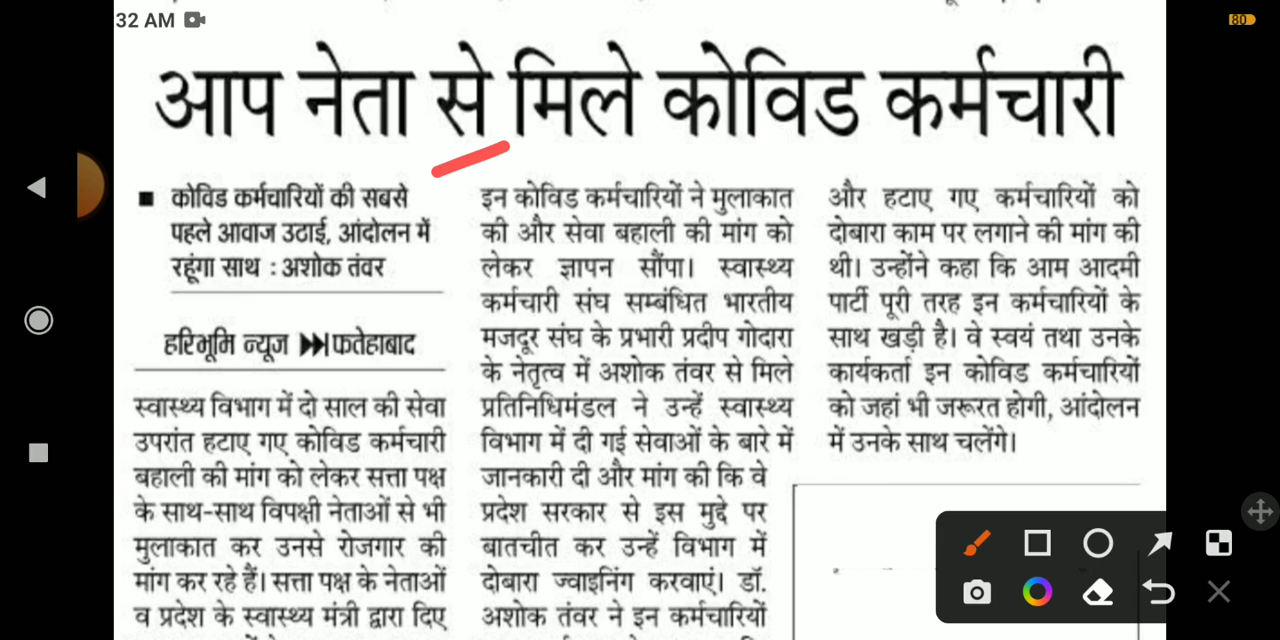 32 AM
80
आप नेता से मिले कोविड कर्मचारी
■ कोविड कर्मचारियों की सबसे
पहले आवाज उठाई, आंदोलन में
रहूंगा साथ : अशोक तंवर
हरिभूमि न्यूज ▶▶| फतेहाबाद
स्वास्थ्य विभाग में दो साल की सेवा
उपरांत हटाए गए कोविड कर्मचारी
बहाली की मांग को लेकर सत्ता पक्ष
के साथ-साथ विपक्षी नेताओं से भी
मुलाकात कर उनसे रोजगार की
मांग कर रहे हैं। सत्ता पक्ष के नेताओं
व प्रदेश के स्वास्थ्य मंत्री द्वारा दिए
इन कोविड कर्मचारियों ने मुलाकात
की और सेवा बहाली की मांग को
लेकर ज्ञापन सौंपा। स्वास्थ्य
कर्मचारी संघ सम्बंधित भारतीय
मजदूर संघ के प्रभारी प्रदीप गोदारा
के नेतृत्व में अशोक तंवर से मिले
प्रतिनिधिमंडल ने उन्हें स्वास्थ्य
विभाग में दी गई सेवाओं के बारे में
जानकारी दी और मांग की कि वे
प्रदेश सरकार से इस मुद्दे पर
बातचीत कर उन्हें विभाग में
दोबारा ज्वाइनिंग करवाएं। डॉ.
अशोक तंवर ने इन कर्मचारियों
और हटाए गए कर्मचारियों को
दोबारा काम पर लगाने की मांग की
थी। उन्होंने कहा कि आम आदमी
पार्टी पूरी तरह इन कर्मचारियों के
साथ खड़ी है। वे स्वयं तथा उनके
कार्यकर्ता इन कोविड कर्मचारियों
को जहां भी जरूरत होगी, आंदोलन
में उनके साथ चलेंगे।